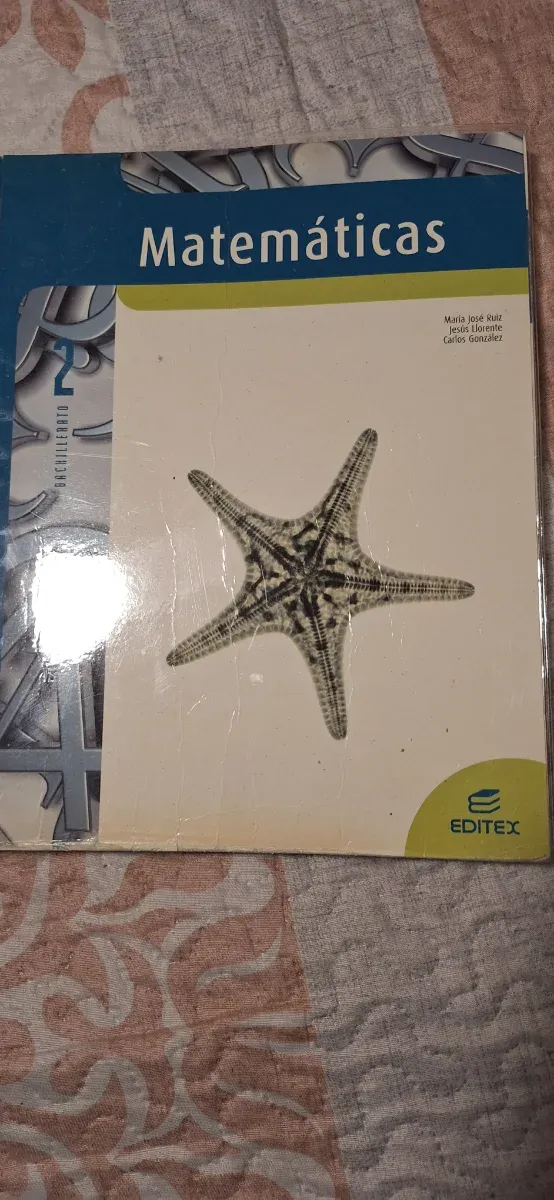 Matemáticas
María José Ruiz
Jesús Llorente
Carlos González
2
BACHILLERATO
EDITEX